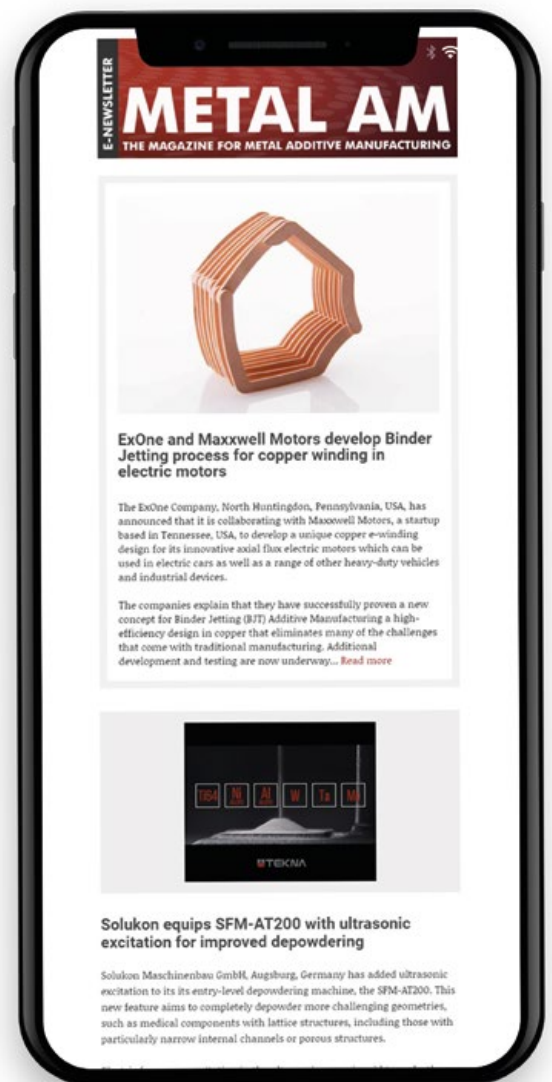 E-NEWSLETTER
METAL AM
THE MAGAZINE FOR METAL ADDITIVE MANUFACTURING
ExOne and Maxxwell Motors develop Binder
Jetting process for copper winding in
electric motors
The ExOne Company, North Huntingdon, Pennsylvania, USA, has
announced that it is collaborating with Maxxwell Motors, a startup
based in Tennessee, USA, to develop a unique copper e-winding
design for its innovative axial flux electric motors which can be
used in electric cars as well as a range of other heavy-duty vehicles
and industrial devices.
The companies explain that they have successfully proven a new
concept for Binder Jetting (BJT) Additive Manufacturing a high-
efficiency design in copper that eliminates many of the challenges
that come with traditional manufacturing. Additional
development and testing are now underway... Read more
Ti64 Ni Al W Ta Mo
TEKNA
Solukon equips SFM-AT200 with ultrasonic
excitation for improved depowdering
Solukon Maschinenbau GmbH, Augsburg, Germany has added ultrasonic
excitation to its its entry-level depowdering machine, the SFM-AT200. This
new feature aims to completely depowder more challenging geometries,
such as medical components with lattice structures, including those with
particularly narrow internal channels or porous structures.